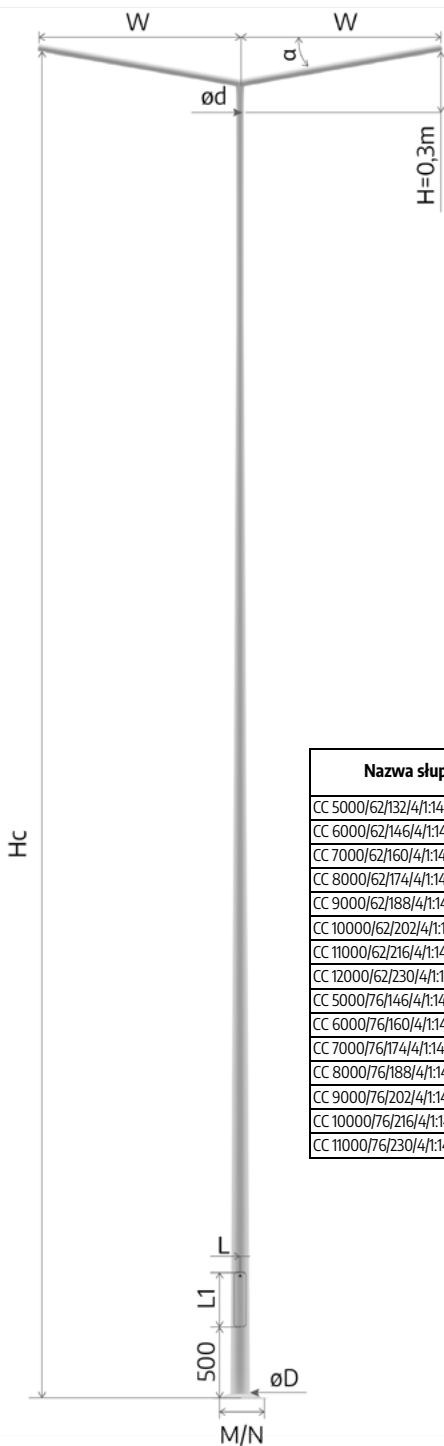 W W
α
ød
H=0,3m
Hc
Nazwa słup
CC 5000/62/132/4/1:14
CC 6000/62/146/4/1:14
CC 7000/62/160/4/1:14
CC 8000/62/174/4/1:14
CC 9000/62/188/4/1:14
CC 10000/62/202/4/1:1
CC 11000/62/216/4/1:14
CC 12000/62/230/4/1:1
CC 5000/76/146/4/1:14
CC 6000/76/160/4/1:14
CC 7000/76/174/4/1:14
CC 8000/76/188/4/1:14
CC 9000/76/202/4/1:14
CC 10000/76/216/4/1:14
CC 11000/76/230/4/1:14
L
L1
500
øD
M/N